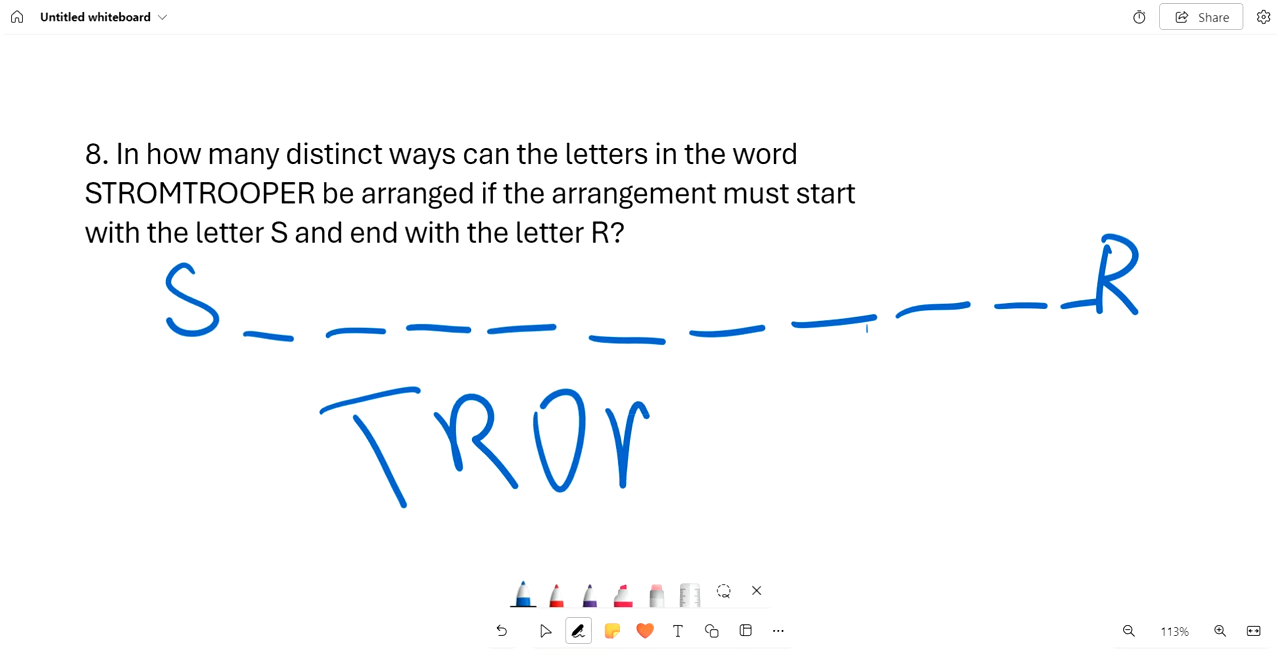 Untitled whiteboard
Share
8. In how many distinct ways can the letters in the word
STROMTROOPER be arranged if the arrangement must start
with the letter S and end with the letter R?
S _ _ _ _ _ _ _ _ _ _ R
TRO
113%